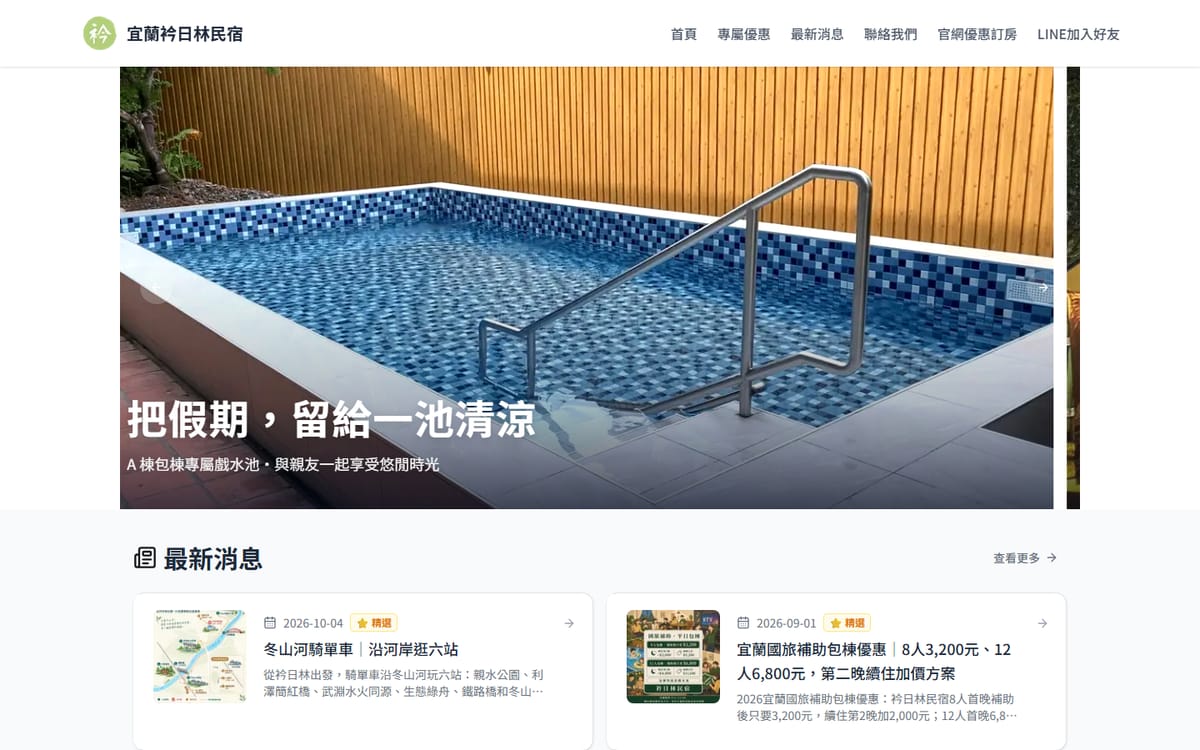 衿
宜蘭衿日林民宿
首頁
專屬優惠
最新消息
聯絡我們
官網優惠訂房
LINE加入好友
把假期，留給一池清涼
A 棟包棟專屬戲水池・與親友一起享受悠閒時光
最新消息
查看更多
2026-10-04
精選
冬山河騎單車｜沿河岸逛六站
從衿日林出發，騎單車沿冬山河玩六站：親水公園、利
澤簡紅橋、武淵水火同源、生態綠舟、鐵路橋和冬山…
2026-09-01
精選
宜蘭國旅補助包棟優惠｜8人3,200元、12
人6,800元，第二晚續住加價方案
2026宜蘭國旅補助包棟優惠：衿日林民宿8人首晚補助
後只要3,200元，續住第2晚加2,000元；12人首晚6,8…